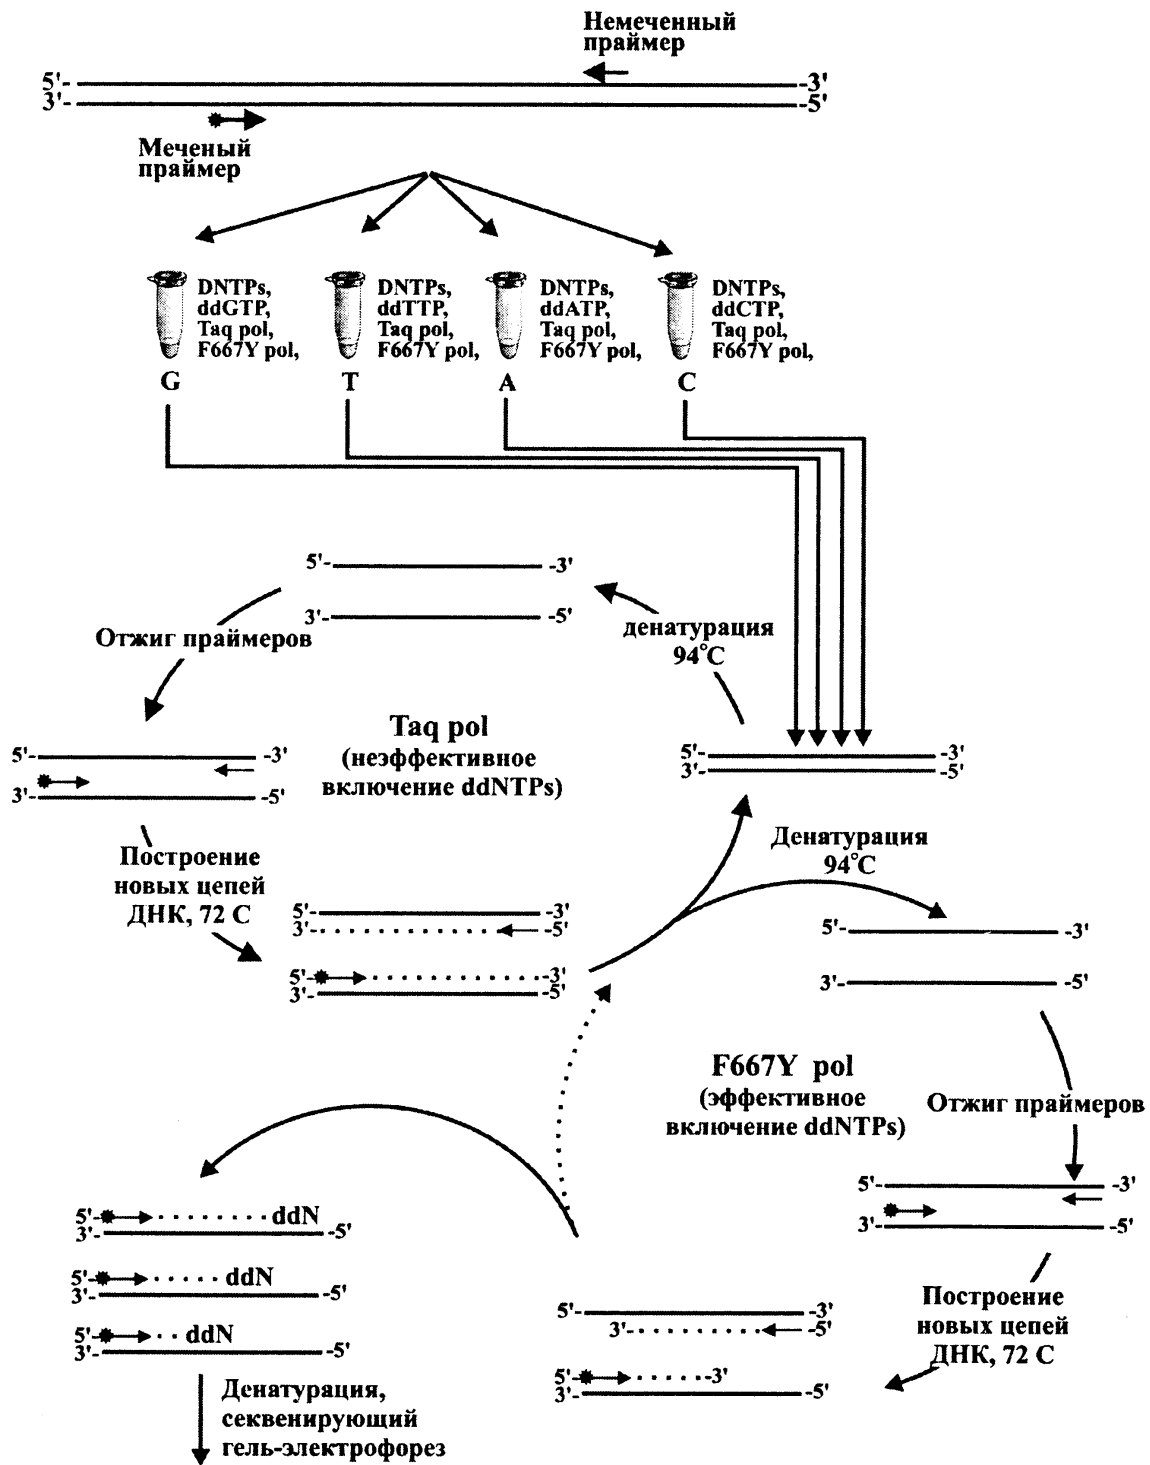 Немеченный
праймер
5'- -3'
3'- -5'
Меченый
праймер
DNTPs,
ddGTP,
Taq pol,
F667Y pol,
G
DNTPs,
ddTTP,
Taq pol,
F667Y pol,
T
DNTPs,
ddATP,
Taq pol,
F667Y pol,
A
DNTPs,
ddCTP,
Taq pol,
F667Y pol,
C
5'- -3'
3'- -5'
Отжиг праймеров
денатурация
94°C
Taq pol
(неэффективное
включение ddNTPs)
5'- -3'
3'- -5'
5'- -3'
3'- -5'
Построение
новых цепей
ДНК, 72 С
Денатурация
94°C
5'- -3'
3'- -5'
5'- -3'
3'- -5'
5'- -3'
3'- -5'
F667Y pol
(эффективное
включение ddNTPs)
Отжиг праймеров
5'- -3'
3'- -5'
5'- ddN
3'- -5'
5'- ddN
3'- -5'
5'- ddN
3'- -5'
Построение
новых цепей
ДНК, 72 С
5'- -3'
3'- -5'
5'- -3'
3'- -5'
Денатурация,
секвенирующий
гель-электрофорез